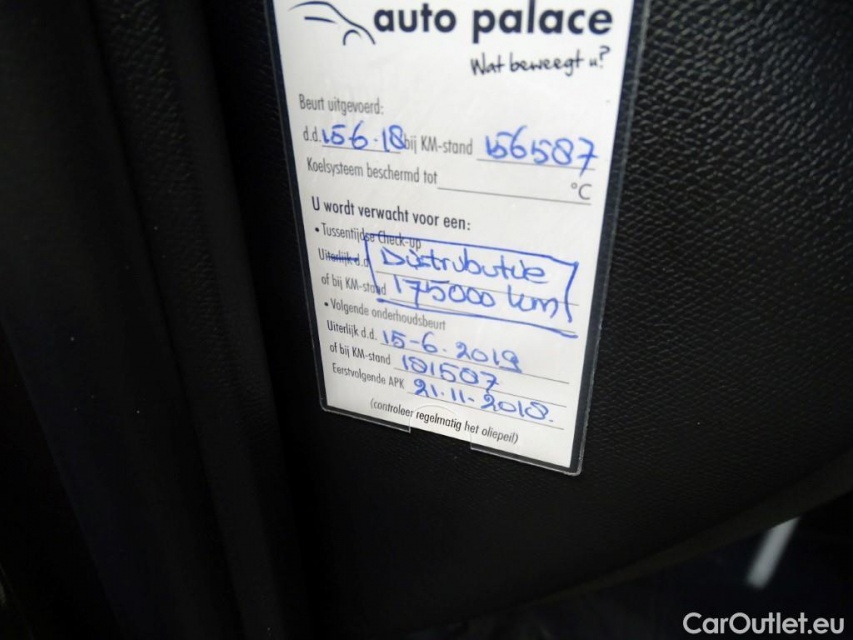 auto palace
Wat beweegt u?
Beurt uitgevoerd:
d.d. 15·6·18 bij KM-stand 156587
Koelsysteem beschermd tot °C
U wordt verwacht voor een:
• Tussentijdse Check-up
Uiterlijk d.d. Distributie
of bij KM-stand 175000 km
• Volgende onderhoudsbeurt
Uiterlijk d.d. 15-6-2019
of bij KM-stand 181587
Eerstvolgende APK 21·11-2018.
(controleer regelmatig het oliepeil)
CarOutlet.eu